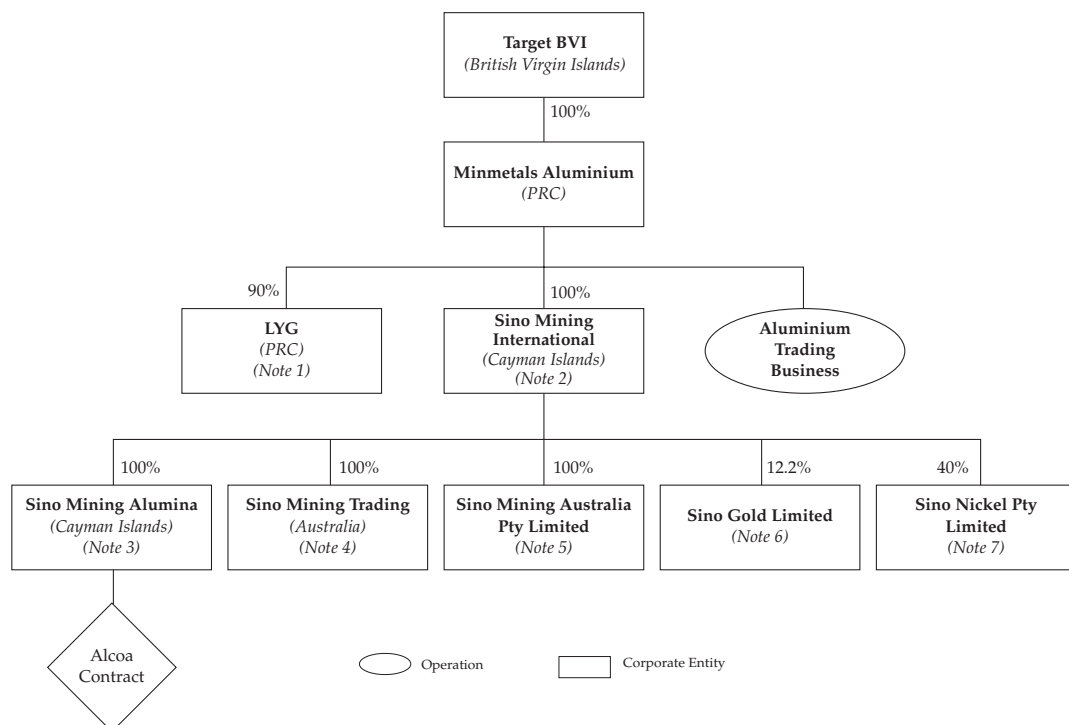 Target BVI
(British Virgin Islands)
100%
Minmetals Aluminium
(PRC)
90%
100%
LYG
(PRC)
(Note 1)
Sino Mining
International
(Cayman Islands)
(Note 2)
Aluminium
Trading
Business
100%
100%
100%
12.2%
40%
Sino Mining Alumina
(Cayman Islands)
(Note 3)
Sino Mining Trading
(Australia)
(Note 4)
Sino Mining Australia
Pty Limited
(Note 5)
Sino Gold Limited
(Note 6)
Sino Nickel Pty
Limited
(Note 7)
Alcoa
Contract
Operation
Corporate Entity